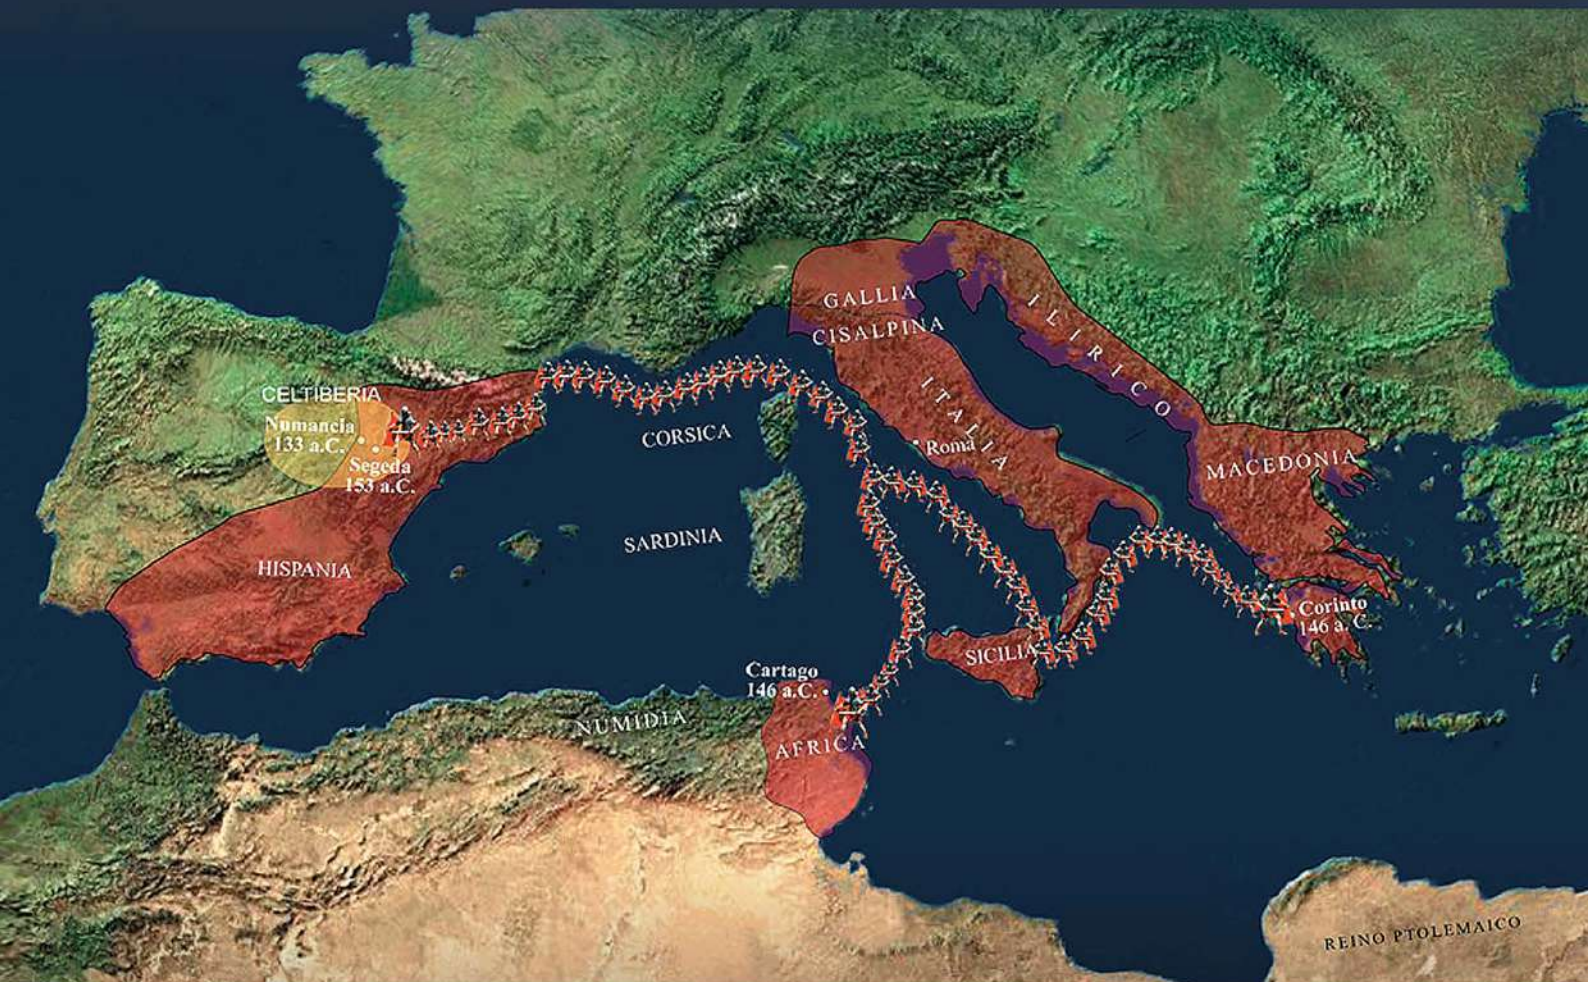 GALLIA
CISALPINA
ILIRICO
ITALIA
CELTIBERIA
Numancia
133 a.C.
Segeda
153 a.C.
CORSICA
Roma
MACEDONIA
SARDINIA
HISPANIA
Corinto
146 a. C.
SICILIA
Cartago
146 a.C.
NUMIDIA
AFRICA
REINO PTOLEMAICO